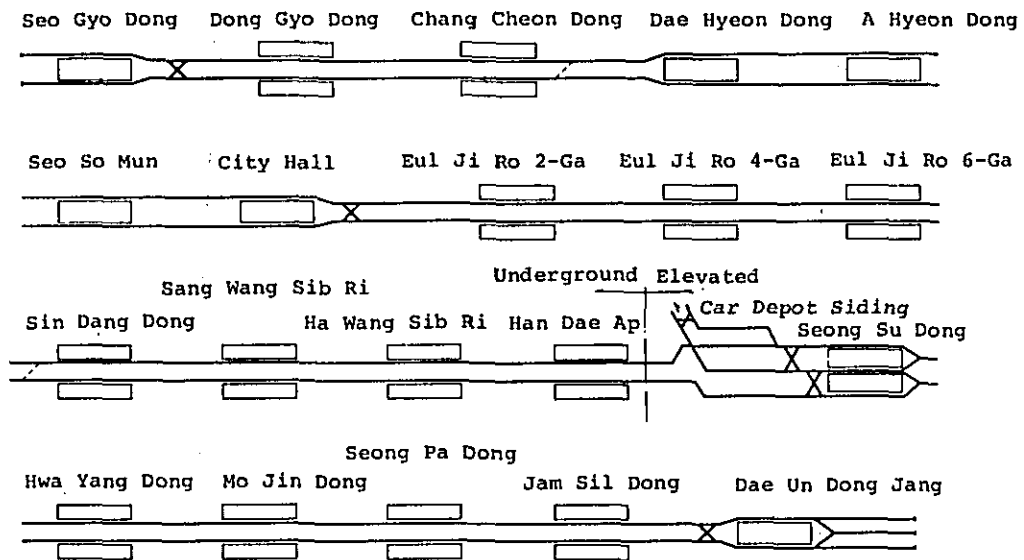 Seo Gyo Dong Dong Gyo Dong Chang Cheon Dong Dae Hyeon Dong A Hyeon Dong
Seo So Mun City Hall Eul Ji Ro 2-Ga Eul Ji Ro 4-Ga Eul Ji Ro 6-Ga
Underground Elevated
Sang Wang Sib Ri
Car Depot Siding
Sin Dang Dong Ha Wang Sib Ri Han Dae Ap Seong Su Dong
Seong Pa Dong
Hwa Yang Dong Mo Jin Dong Jam Sil Dong Dae Un Dong Jang